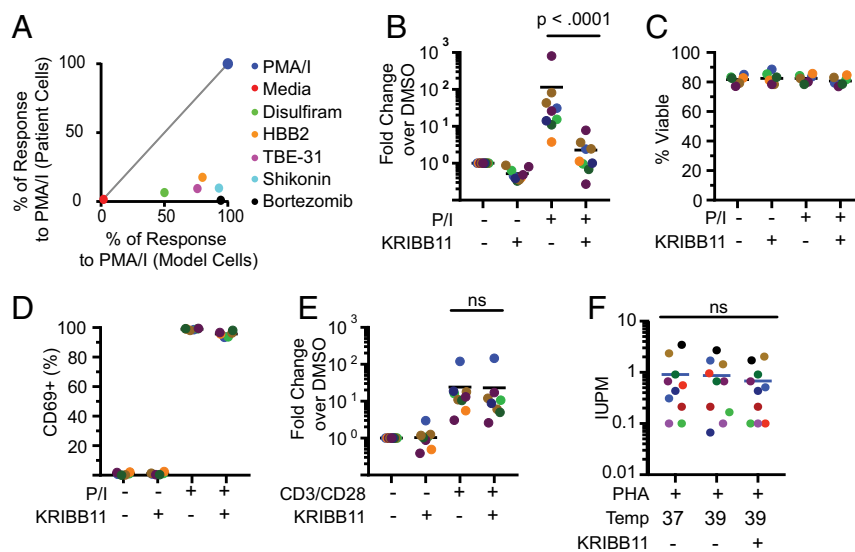 A
% of Response
to PMA/I (Patient Cells)
100
50
0
0
50
100
% of Response
to PMA/I (Model Cells)
PMA/I
Media
Disulfiram
HBB2
TBE-31
Shikonin
Bortezomib
B
p < .0001
Fold Change
over DMSO
10³
10²
10¹
10⁰
P/I - - + +
KRIBB11 - + - +
C
% Viable
100
80
60
40
20
0
P/I - - + +
KRIBB11 - + - +
D
CD69+ (%)
100
80
60
40
20
P/I - - + +
KRIBB11 - + - +
E
ns
Fold Change
over DMSO
10³
10²
10¹
10⁰
10⁻¹
CD3/CD28 - - + +
KRIBB11 - + - +
F
ns
IUPM
10
1
0.1
0.01
PHA + + +
Temp 37 39 39
KRIBB11 - - +